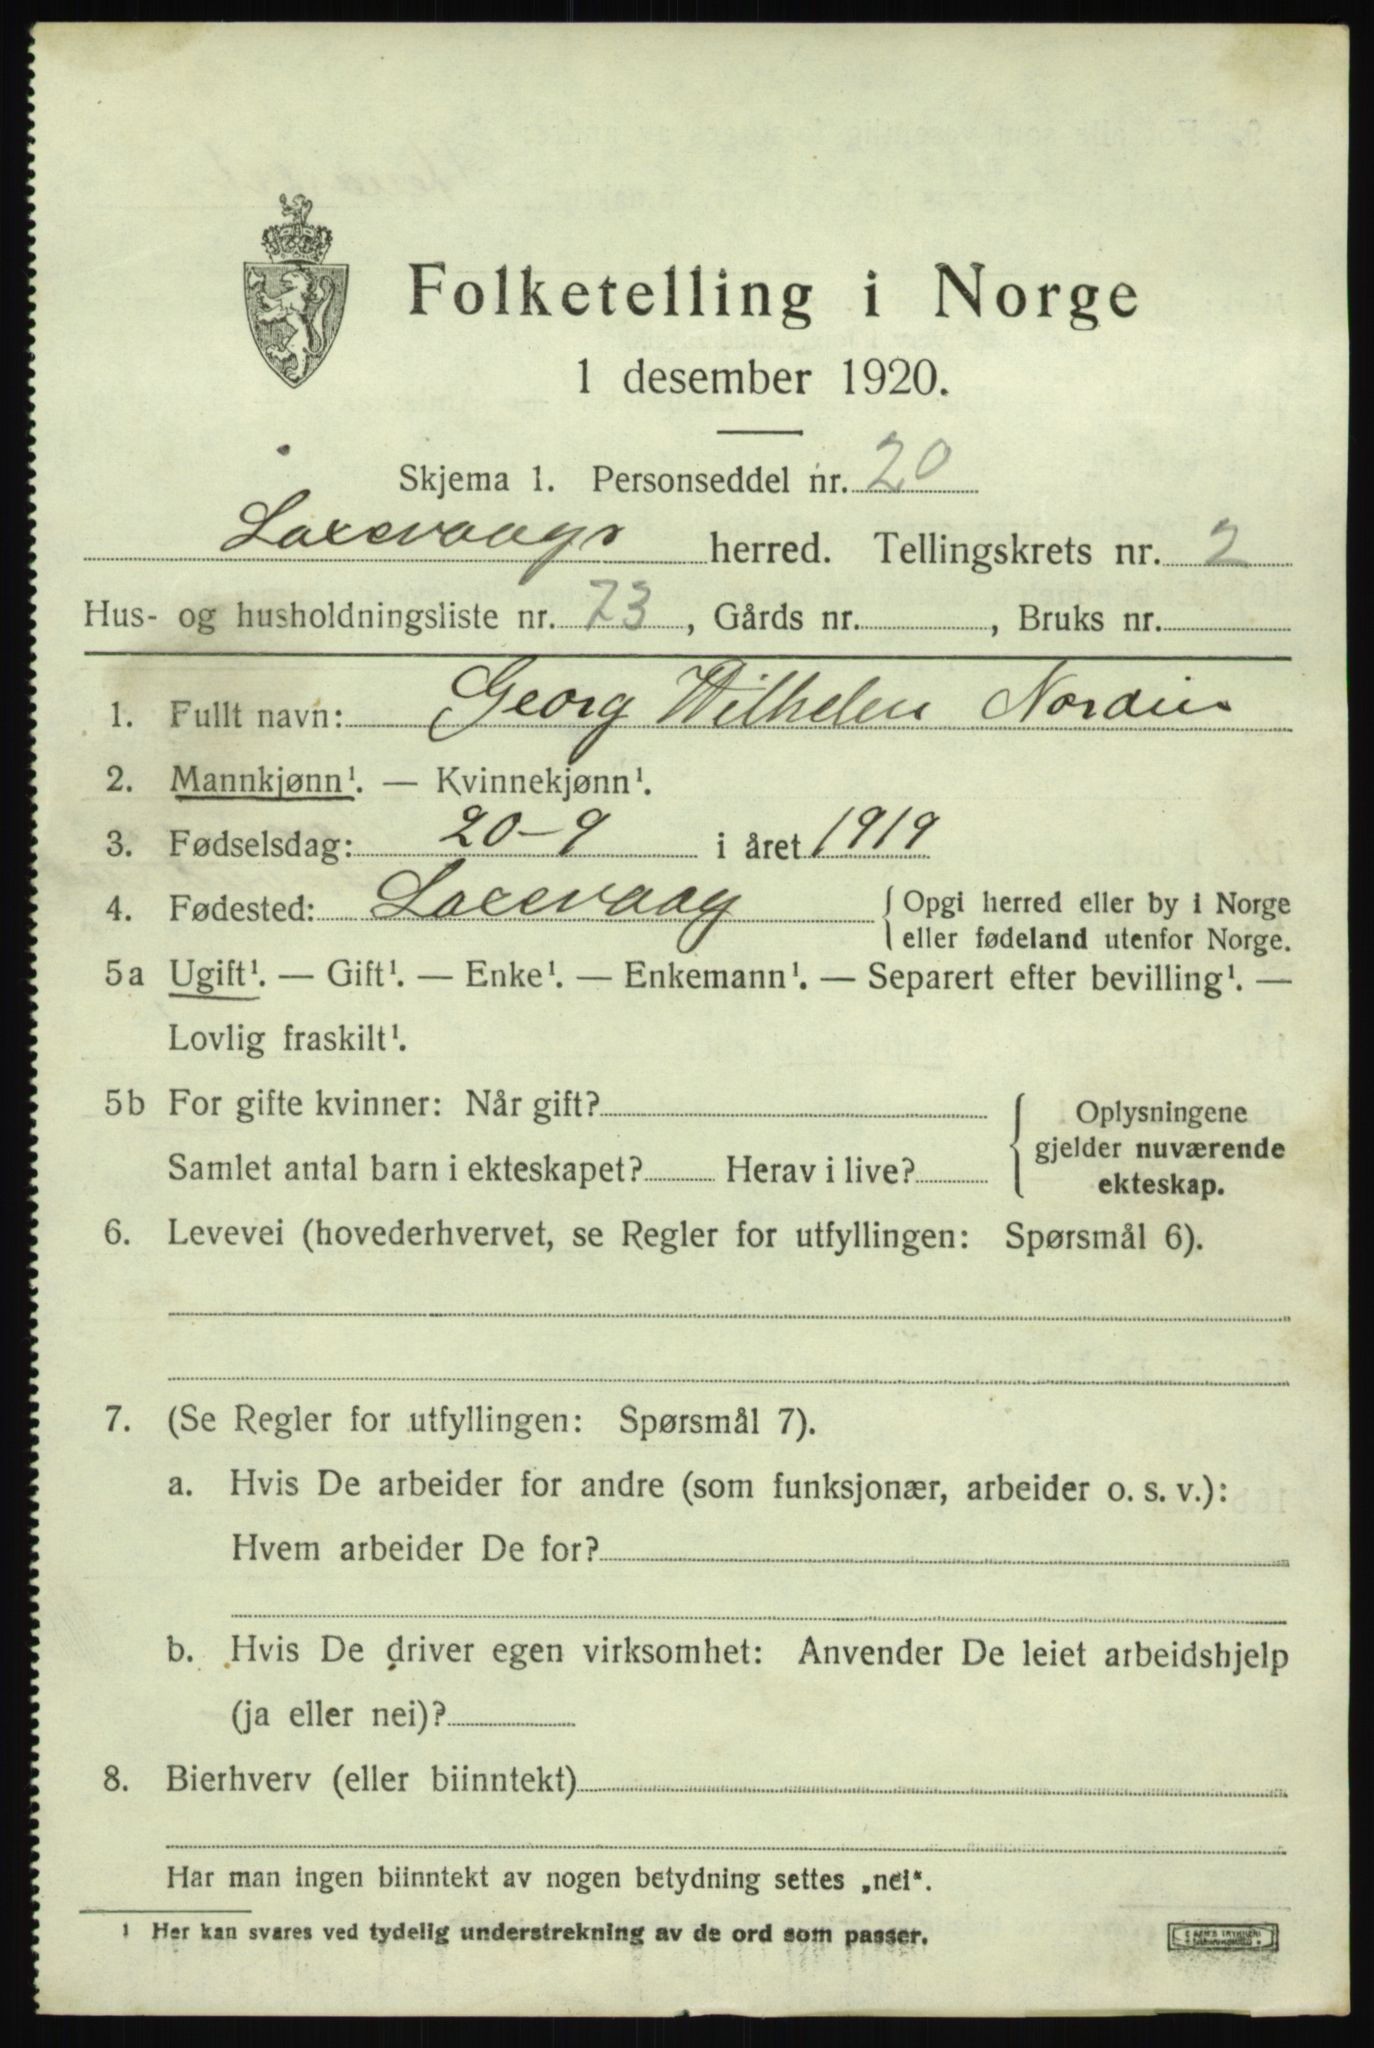 Folketelling i Norge
1 desember 1920.
Skjema 1. Personseddel nr. 20
Laxevaags herred. Tellingskrets nr. 2
Hus- og husholdningsliste nr. 73, Gårds nr. , Bruks nr.
1. Fullt navn: Georg Wilhelm Nordin
2. Mannkjønn¹. — Kvinnekjønn¹.
3. Fødselsdag: 20-9 i året 1919
4. Fødested: Laxevaag { Opgi herred eller by i Norge
eller fødeland utenfor Norge.
5a Ugift¹. — Gift¹. — Enke¹. — Enkemann¹. — Separert efter bevilling¹. —
Lovlig fraskilt¹.
5b For gifte kvinner: Når gift? { Oplysningene
gjelder nuværende
Samlet antal barn i ekteskapet? Herav i live?
ekteskap.
6. Levevei (hovederhvervet, se Regler for utfyllingen: Spørsmål 6).
7. (Se Regler for utfyllingen: Spørsmål 7).
a. Hvis De arbeider for andre (som funksjonær, arbeider o. s. v.):
Hvem arbeider De for?
b. Hvis De driver egen virksomhet: Anvender De leiet arbeidshjelp
(ja eller nei)?
8. Bierhverv (eller biinntekt)
Har man ingen biinntekt av nogen betydning settes „nei“.
¹ Her kan svares ved tydelig understrekning av de ord som passer.